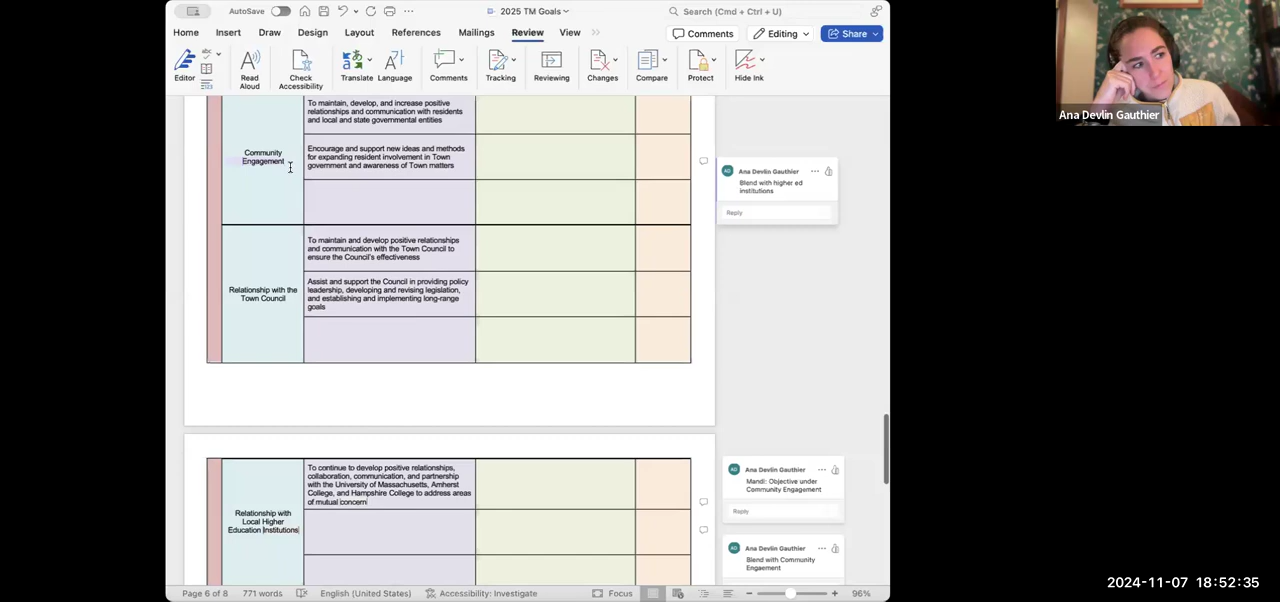 AutoSave
2025 TM Goals
Search (Cmd + Ctrl + U)
Home
Insert
Draw
Design
Layout
References
Mailings
Review
View
Comments
Editing
Share
Editor
Read
Aloud
Check
Accessibility
Translate
Language
Comments
Tracking
Reviewing
Changes
Compare
Protect
Hide Ink
Community
Engagement
To maintain, develop, and increase positive
relationships and communication with residents
and local and state governmental entities
Encourage and support new ideas and methods
for expanding resident involvement in Town
government and awareness of Town matters
Relationship with the
Town Council
To maintain and develop positive relationships
and communication with the Town Council to
ensure the Council's effectiveness
Assist and support the Council in providing policy
leadership, developing and revising legislation,
and establishing and implementing long-range
goals
Relationship with
Local Higher
Education Institutions
To continue to develop positive relationships,
collaboration, communication, and partnership
with the University of Massachusetts, Amherst
College, and Hampshire College to address areas
of mutual concern
AD
Ana Devlin Gauthier
Blend with higher ed
institutions
Reply
AD
Ana Devlin Gauthier
Mandi: Objective under
Community Engagement
Reply
AD
Ana Devlin Gauthier
Blend with Community
Engaement
Page 6 of 8
771 words
English (United States)
Accessibility: Investigate
Focus
96%
Ana Devlin Gauthier
2024-11-07 18:52:35